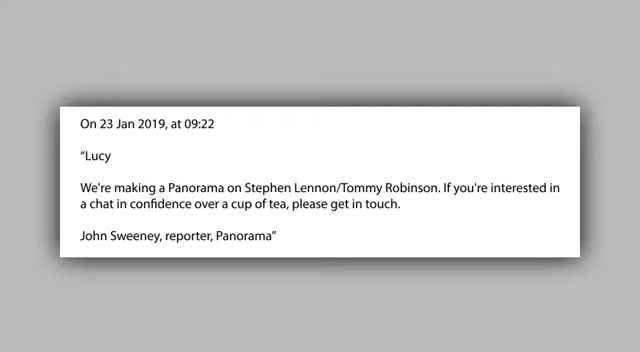 On 23 Jan 2019, at 09:22
“Lucy
We're making a Panorama on Stephen Lennon/Tommy Robinson. If you're interested in
a chat in confidence over a cup of tea, please get in touch.
John Sweeney, reporter, Panorama”